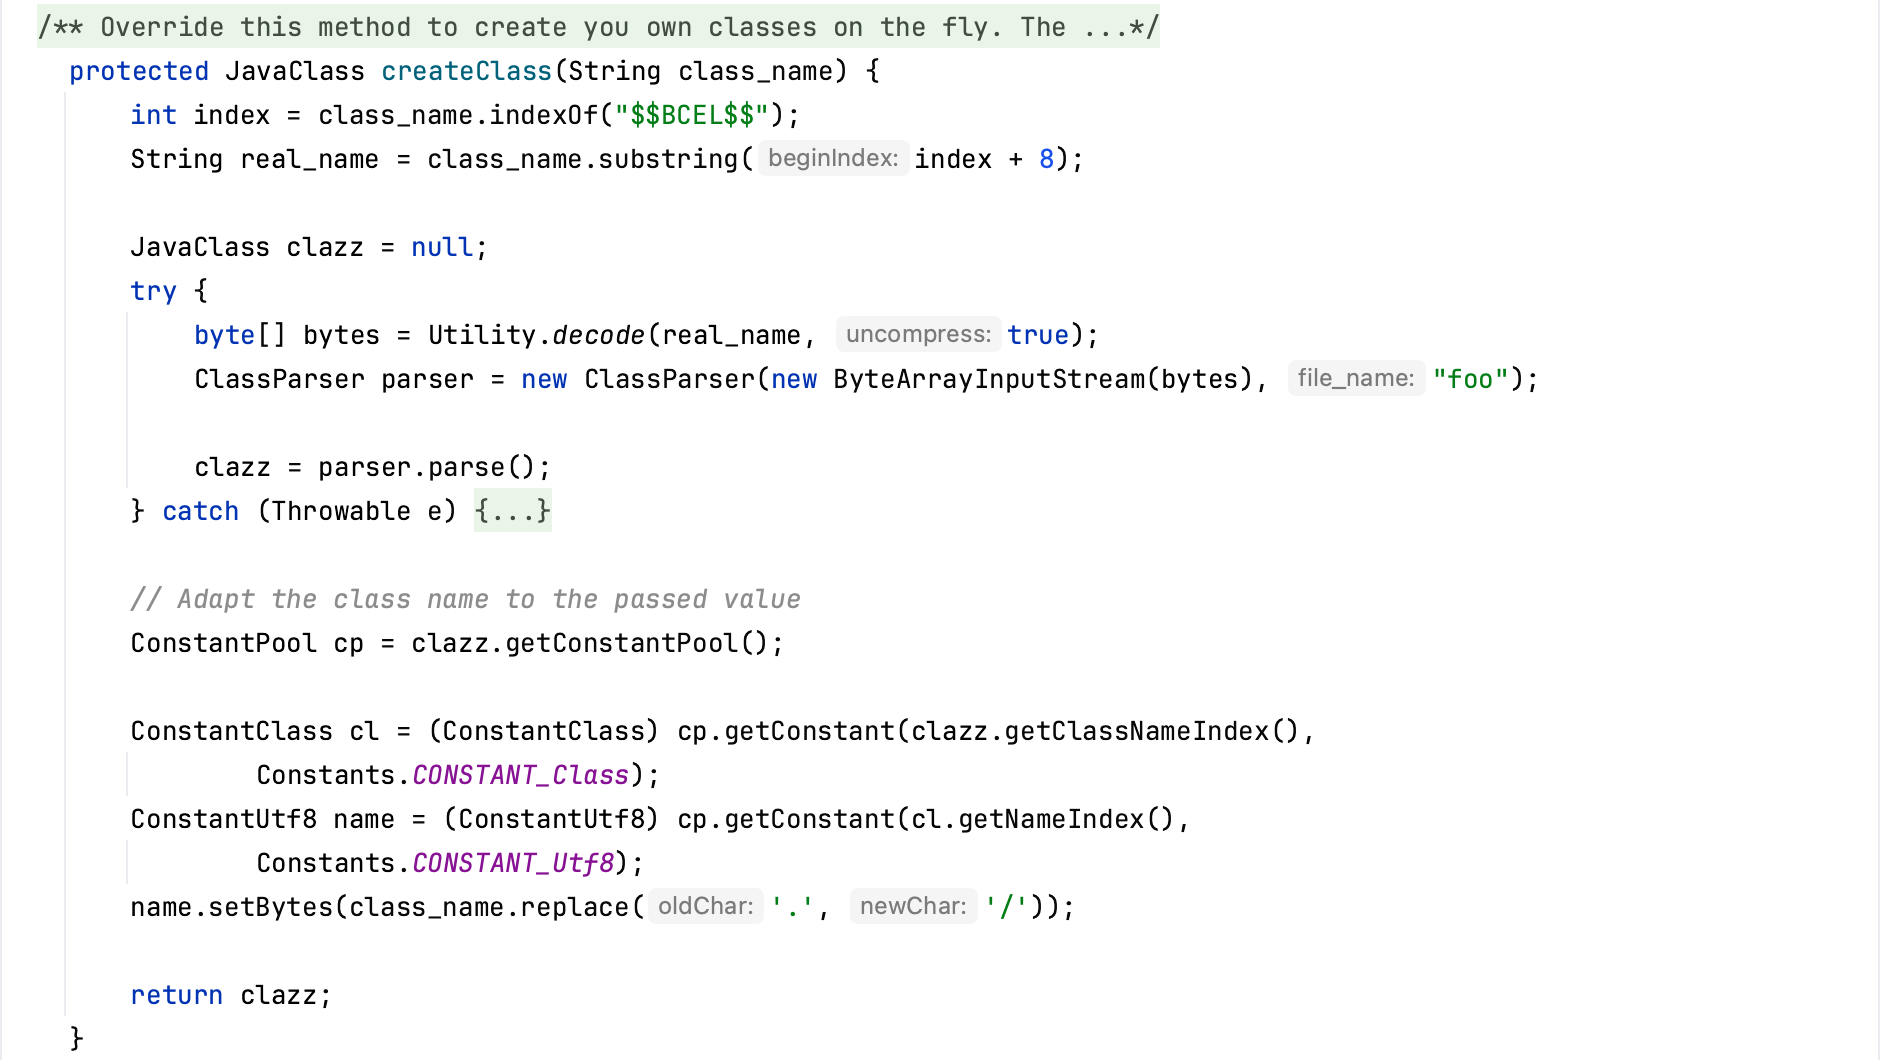 /** Override this method to create you own classes on the fly. The ...*/
protected JavaClass createClass(String class_name) {
int index = class_name.indexOf("$$BCEL$$");
String real_name = class_name.substring( beginIndex: index + 8);
JavaClass clazz = null;
try {
byte[] bytes = Utility.decode(real_name, uncompress: true);
ClassParser parser = new ClassParser(new ByteArrayInputStream(bytes), file_name: "foo");
clazz = parser.parse();
} catch (Throwable e) {...}
// Adapt the class name to the passed value
ConstantPool cp = clazz.getConstantPool();
ConstantClass cl = (ConstantClass) cp.getConstant(clazz.getClassNameIndex(),
Constants.CONSTANT_Class);
ConstantUtf8 name = (ConstantUtf8) cp.getConstant(cl.getNameIndex(),
Constants.CONSTANT_Utf8);
name.setBytes(class_name.replace( oldChar: '.', newChar: '/'));
return clazz;
}